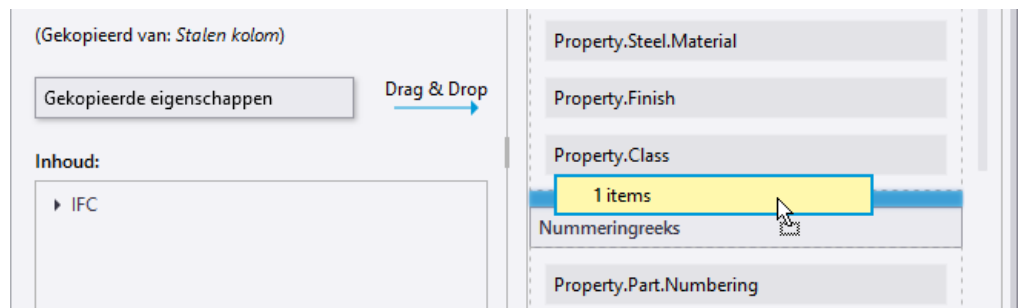 (Gekopieerd van: Stalen kolom)
Gekopieerde eigenschappen
Drag & Drop
Inhoud:
IFC
Property.Steel.Material
Property.Finish
Property.Class
1 items
Nummeringreeks
Property.Part.Numbering